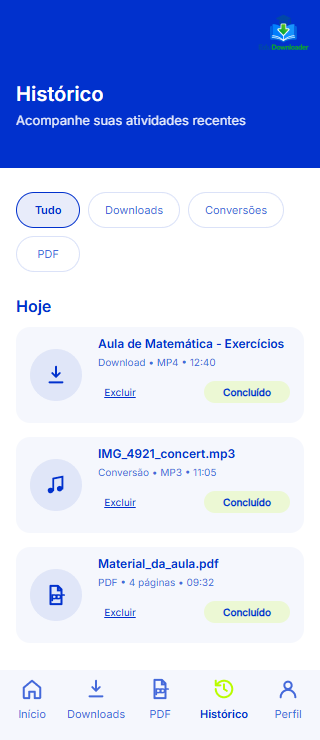 Downloader
Histórico
Acompanhe suas atividades recentes
Tudo
Downloads
Conversões
PDF
Hoje
Aula de Matemática - Exercícios
Download • MP4 • 12:40
Excluir
Concluído
IMG_4921_concert.mp3
Conversão • MP3 • 11:05
Excluir
Concluído
Material_da_aula.pdf
PDF • 4 páginas • 09:32
Excluir
Concluído
Início
Downloads
PDF
Histórico
Perfil